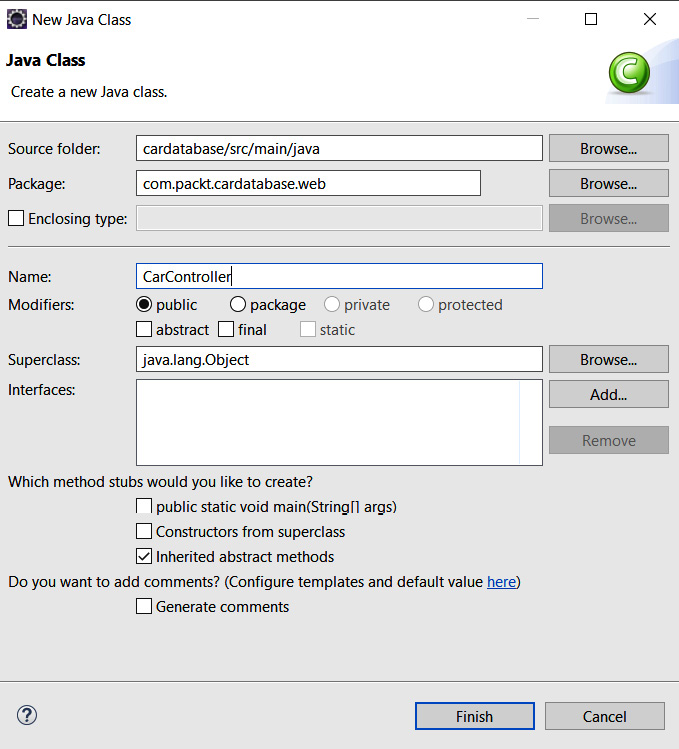 New Java Class
Java Class
Create a new Java class.
C
Source folder: cardatabase/src/main/java Browse...
Package: com.packt.cardatabase.web Browse...
Enclosing type: Browse...
Name: CarController
Modifiers: public package private protected
abstract final static
Superclass: java.lang.Object Browse...
Interfaces: Add...
Remove
Which method stubs would you like to create?
public static void main(String[] args)
Constructors from superclass
Inherited abstract methods
Do you want to add comments? (Configure templates and default value here)
Generate comments
? Finish Cancel